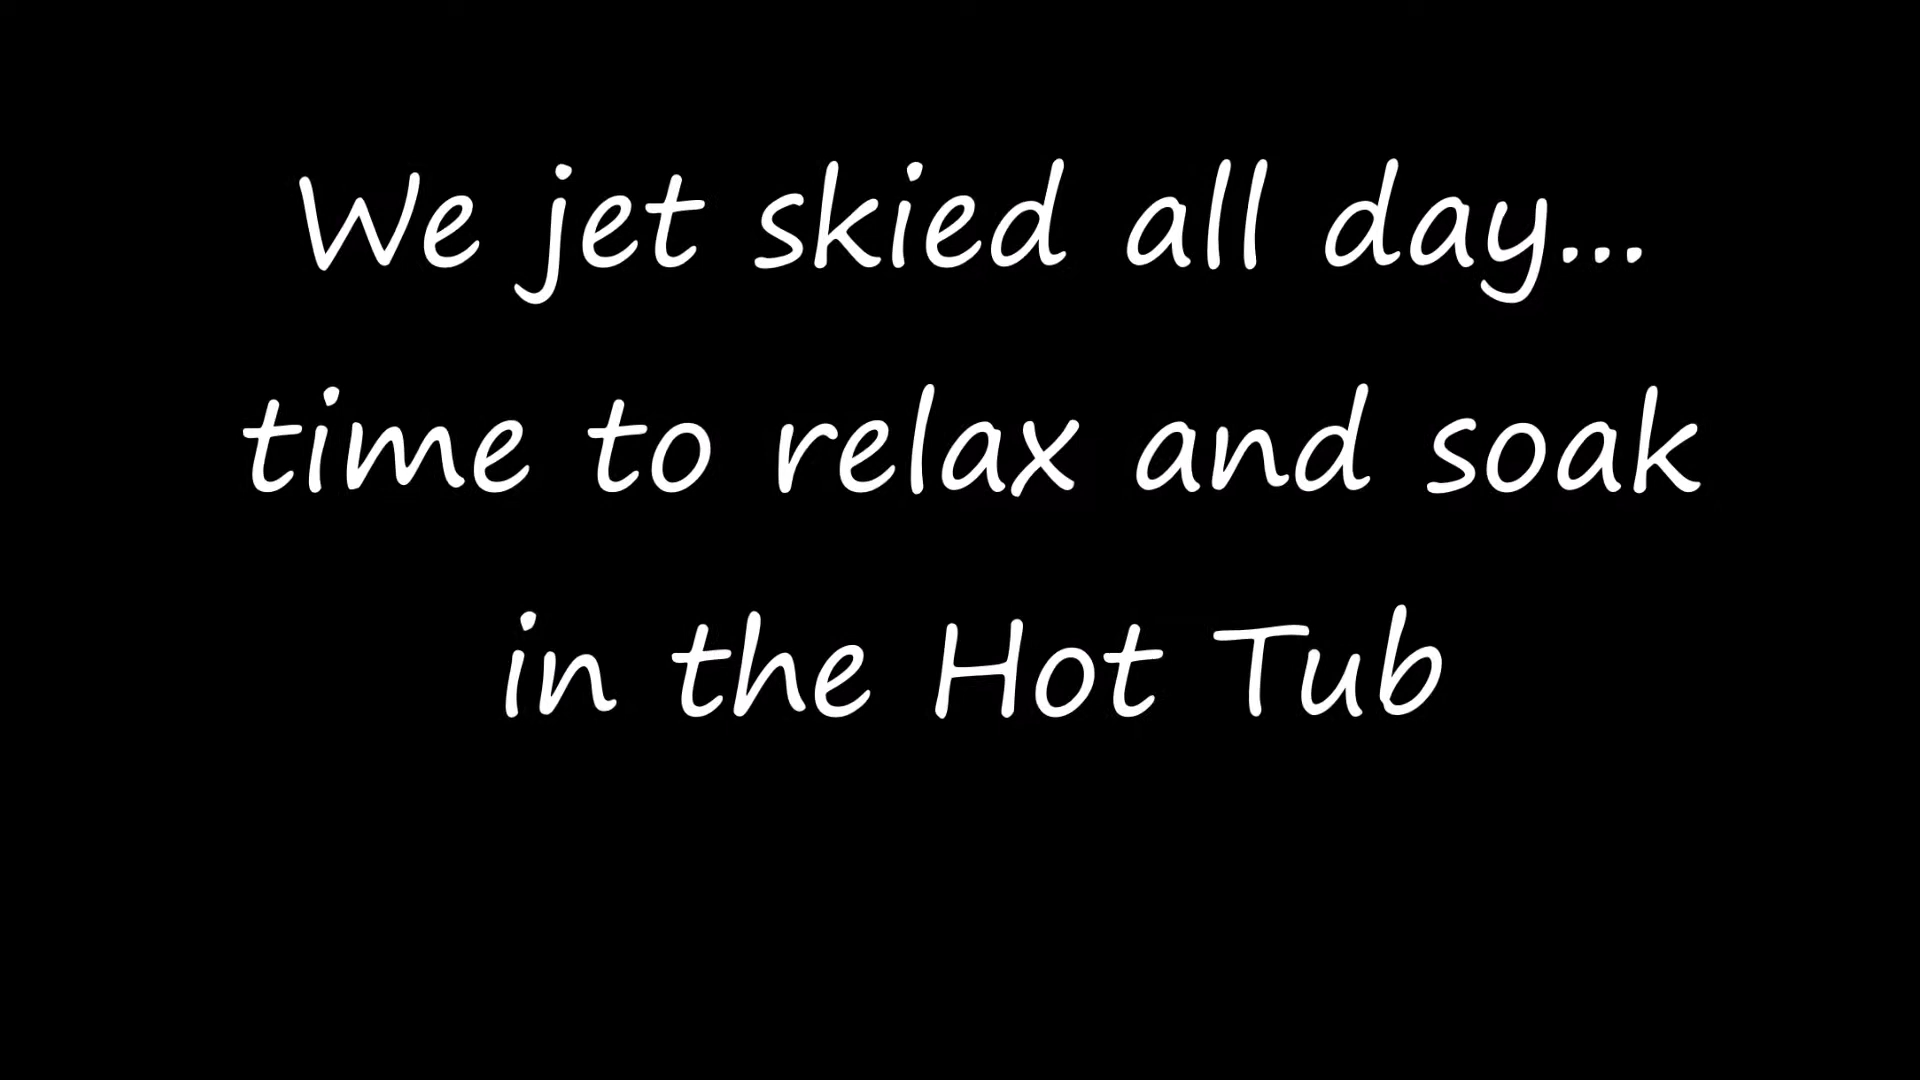 We jet skied all day...
time to relax and soak
in the Hot Tub